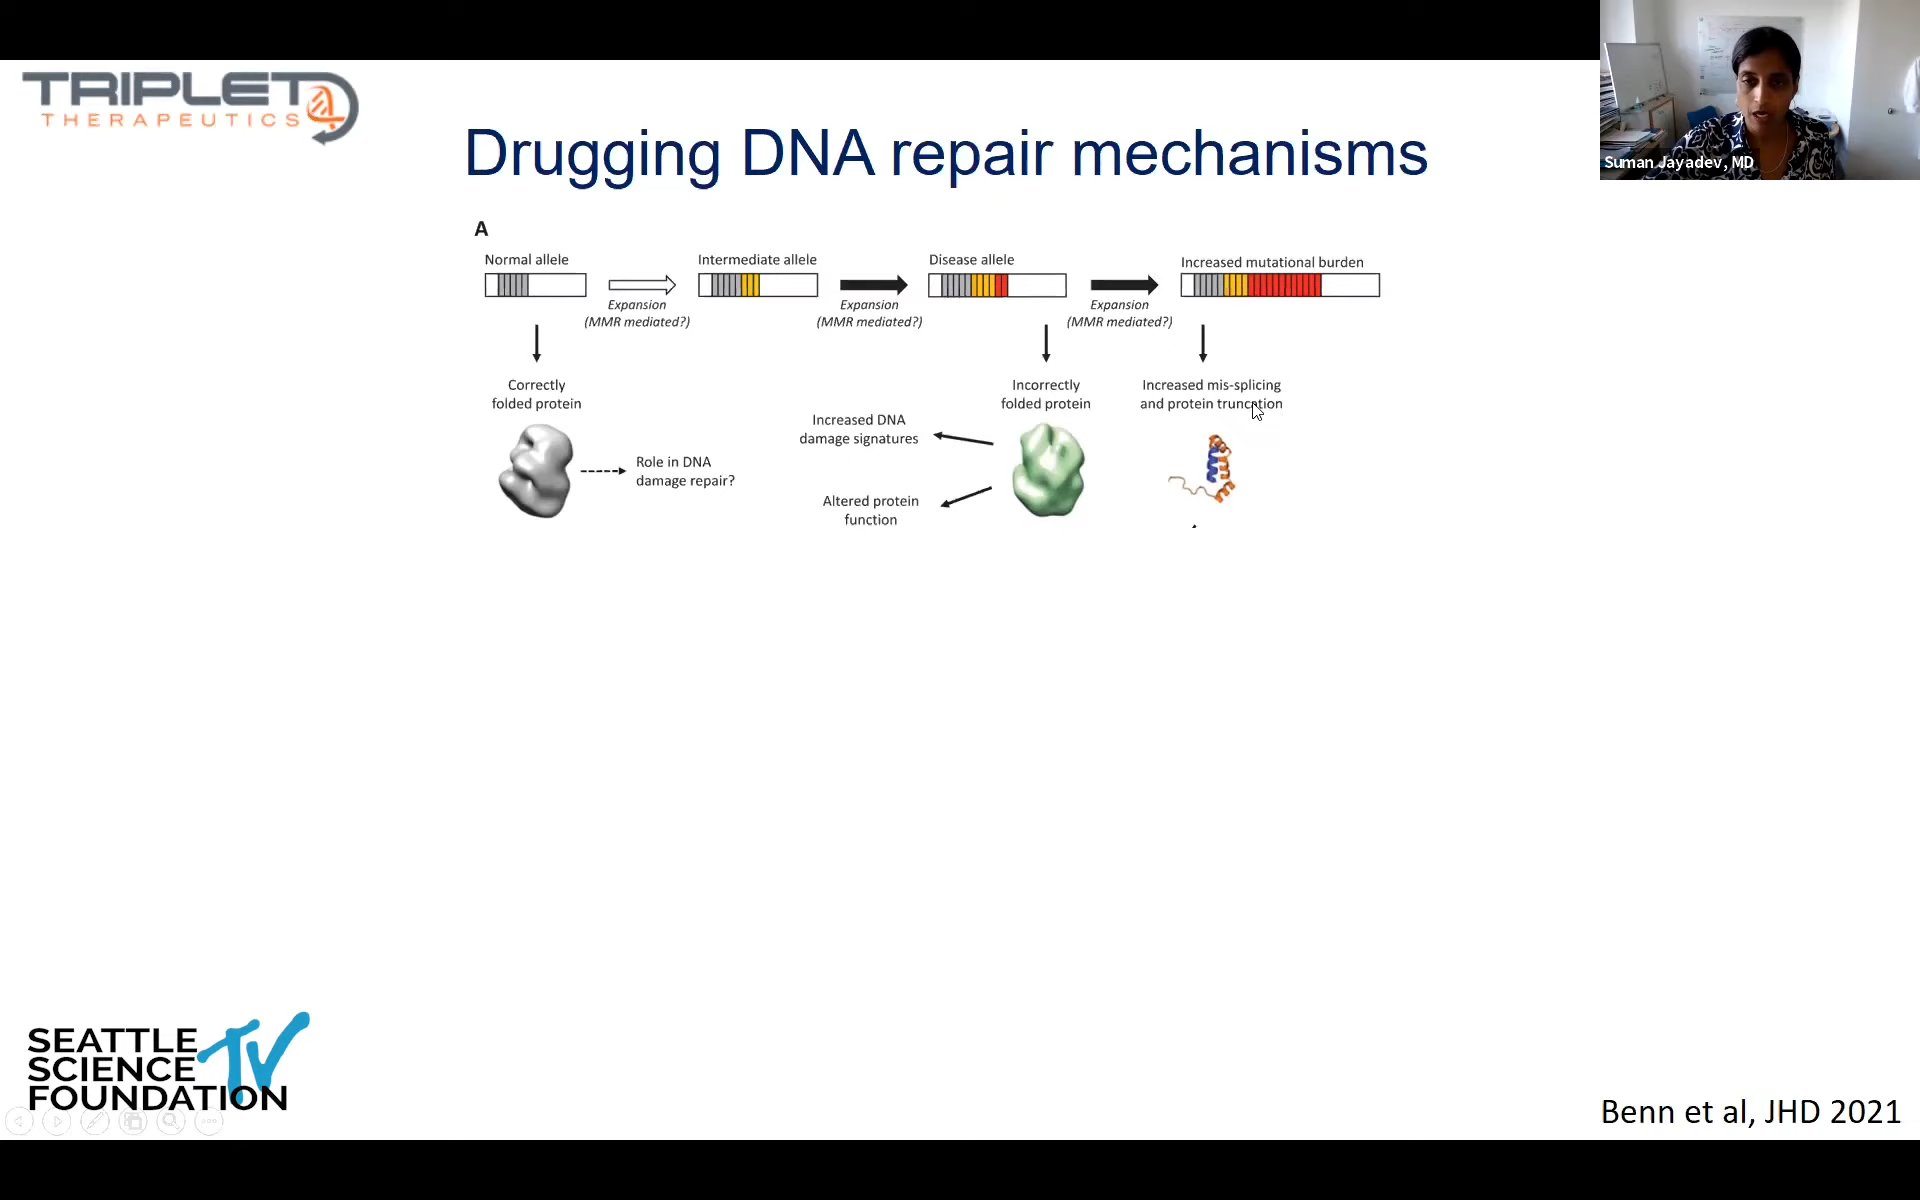 TRIPLET
THERAPEUTICS
Suman Jayadev, MD
Drugging DNA repair mechanisms
A
Normal allele
Intermediate allele
Disease allele
Increased mutational burden
Expansion
(MMR mediated?)
Expansion
(MMR mediated?)
Expansion
(MMR mediated?)
Correctly
folded protein
Incorrectly
folded protein
Increased mis-splicing
and protein truncation
Increased DNA
damage signatures
Role in DNA
damage repair?
Altered protein
function
SEATTLE
SCIENCE
FOUNDATION
TV
Benn et al, JHD 2021